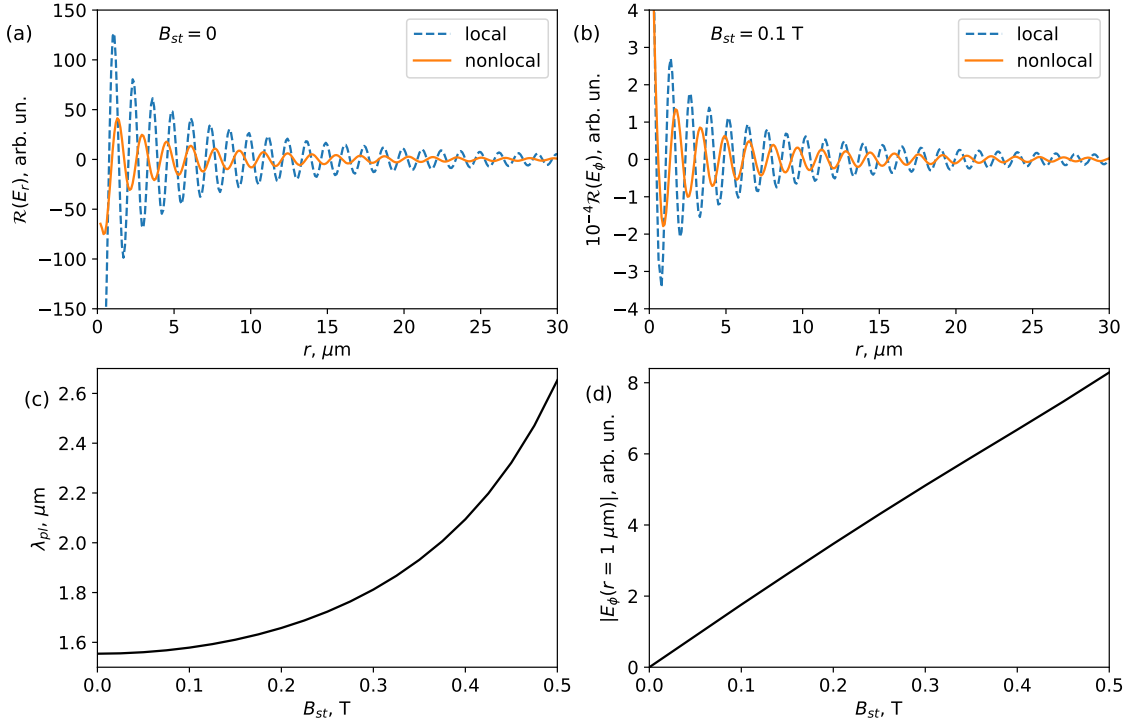 (a)
B_st = 0
local
nonlocal
150
100
50
0
−50
−100
−150
ℛ(E_r), arb. un.
0 5 10 15 20 25 30
r, μm
(b)
B_st = 0.1 T
local
nonlocal
4
3
2
1
0
−1
−2
−3
−4
10⁻⁴ℛ(E_ϕ), arb. un.
0 5 10 15 20 25 30
r, μm
(c)
2.6
2.4
2.2
2.0
1.8
1.6
λ_pl, μm
0.0 0.1 0.2 0.3 0.4 0.5
B_st, T
(d)
8
6
4
2
0
|E_ϕ(r = 1 μm)|, arb. un.
0.0 0.1 0.2 0.3 0.4 0.5
B_st, T